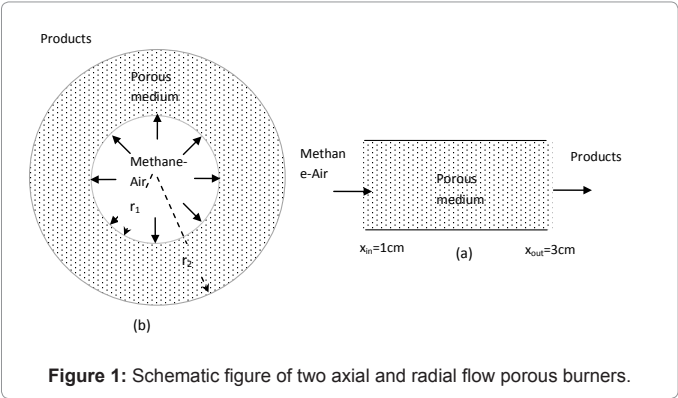 Products
Porous
medium
Methane-
Air
r1
r2
(b)
Methan
e-Air
Porous
medium
Products
xin=1cm
(a)
xout=3cm
Figure 1: Schematic figure of two axial and radial flow porous burners.